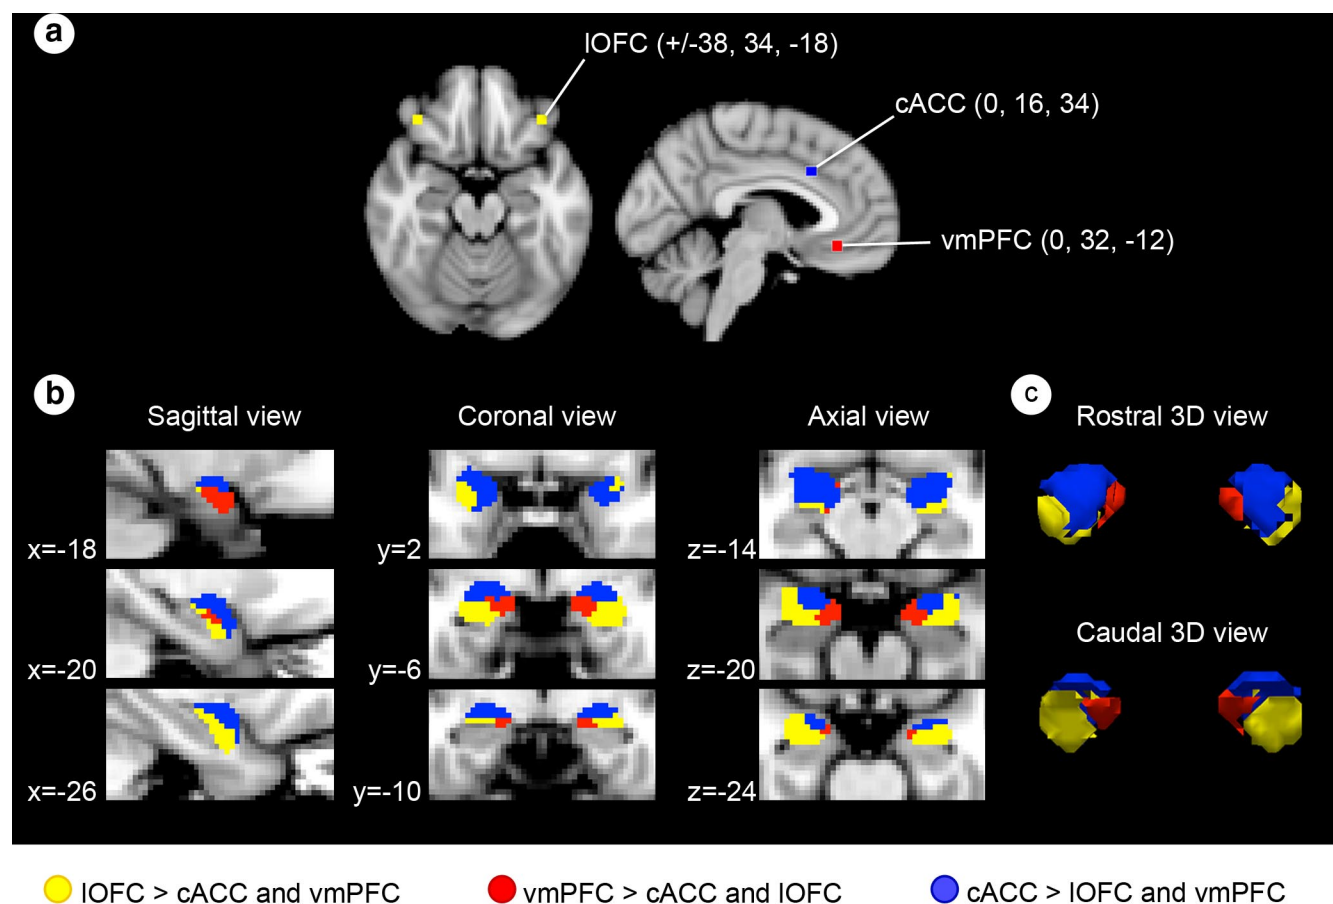 a
lOFC (+/-38, 34, -18)
cACC (0, 16, 34)
vmPFC (0, 32, -12)
b
Sagittal view
Coronal view
Axial view
x=-18
y=2
z=-14
x=-20
y=-6
z=-20
x=-26
y=-10
z=-24
c
Rostral 3D view
Caudal 3D view
lOFC > cACC and vmPFC
vmPFC > cACC and lOFC
cACC > lOFC and vmPFC